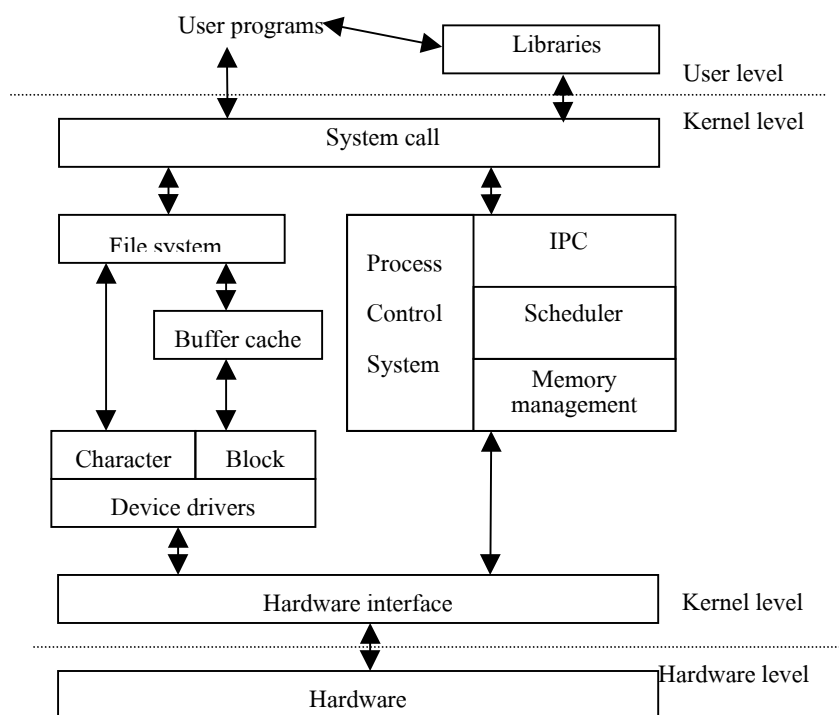 User programs
Libraries
User level
Kernel level
System call
File system
IPC
Process
Control
System
Scheduler
Buffer cache
Memory
management
Character
Block
Device drivers
Hardware interface
Kernel level
Hardware level
Hardware